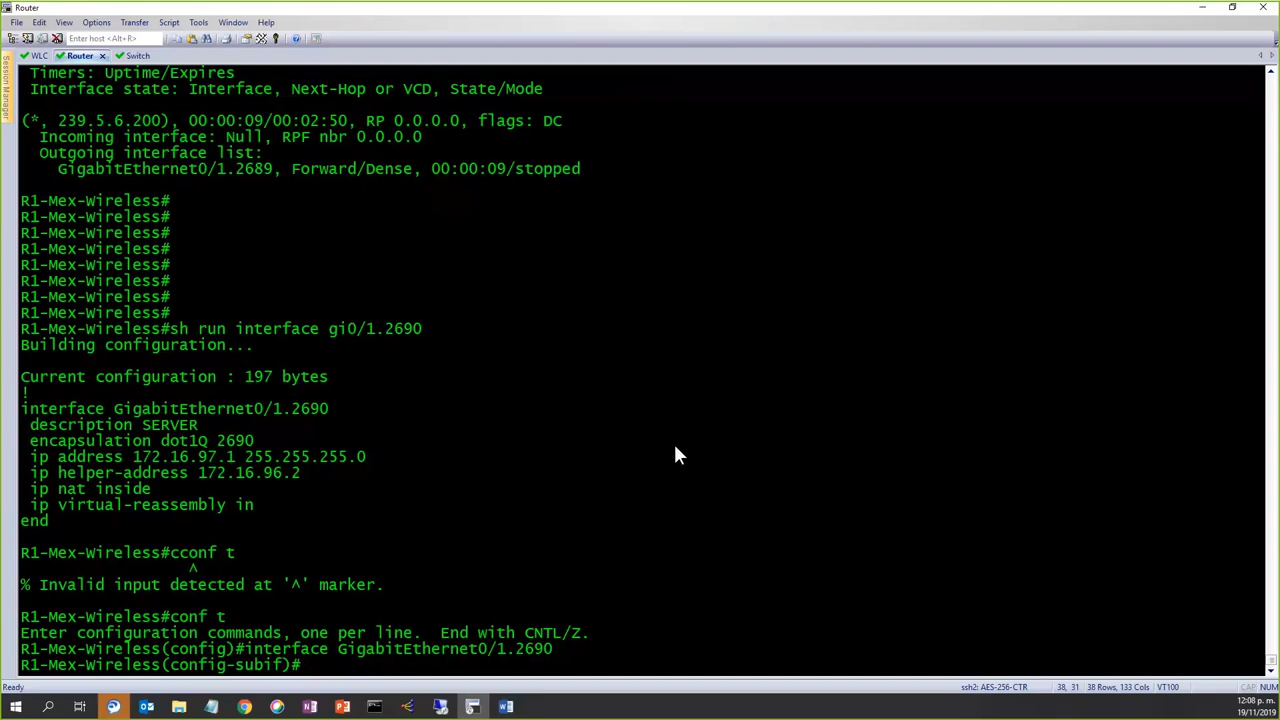 Router
File Edit View Options Transfer Script Tools Window Help
Enter host <Alt+R>
WLC Router Switch
Session Manager
Timers: Uptime/Expires
Interface state: Interface, Next-Hop or VCD, State/Mode
(*, 239.5.6.200), 00:00:09/00:02:50, RP 0.0.0.0, flags: DC
Incoming interface: Null, RPF nbr 0.0.0.0
Outgoing interface list:
GigabitEthernet0/1.2689, Forward/Dense, 00:00:09/stopped
R1-Mex-Wireless#
R1-Mex-Wireless#
R1-Mex-Wireless#
R1-Mex-Wireless#
R1-Mex-Wireless#
R1-Mex-Wireless#
R1-Mex-Wireless#
R1-Mex-Wireless#
R1-Mex-Wireless#sh run interface gi0/1.2690
Building configuration...
Current configuration : 197 bytes
!
interface GigabitEthernet0/1.2690
description SERVER
encapsulation dot1Q 2690
ip address 172.16.97.1 255.255.255.0
ip helper-address 172.16.96.2
ip nat inside
ip virtual-reassembly in
end
R1-Mex-Wireless#cconf t
^
% Invalid input detected at '^' marker.
R1-Mex-Wireless#conf t
Enter configuration commands, one per line. End with CNTL/Z.
R1-Mex-Wireless(config)#interface GigabitEthernet0/1.2690
R1-Mex-Wireless(config-subif)#
Ready ssh2: AES-256-CTR 38, 31 38 Rows, 133 Cols VT100 CAP NUM
12:08 p. m.
19/11/2019